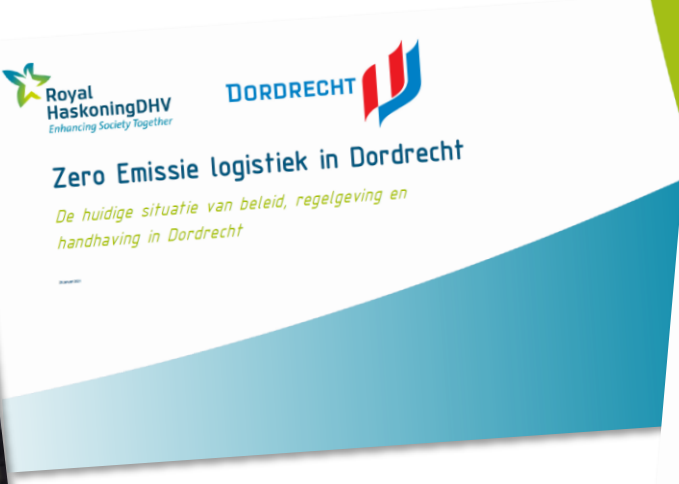 Royal
HaskoningDHV
Enhancing Society Together
DORDRECHT
Zero Emissie logistiek in Dordrecht
De huidige situatie van beleid, regelgeving en
handhaving in Dordrecht